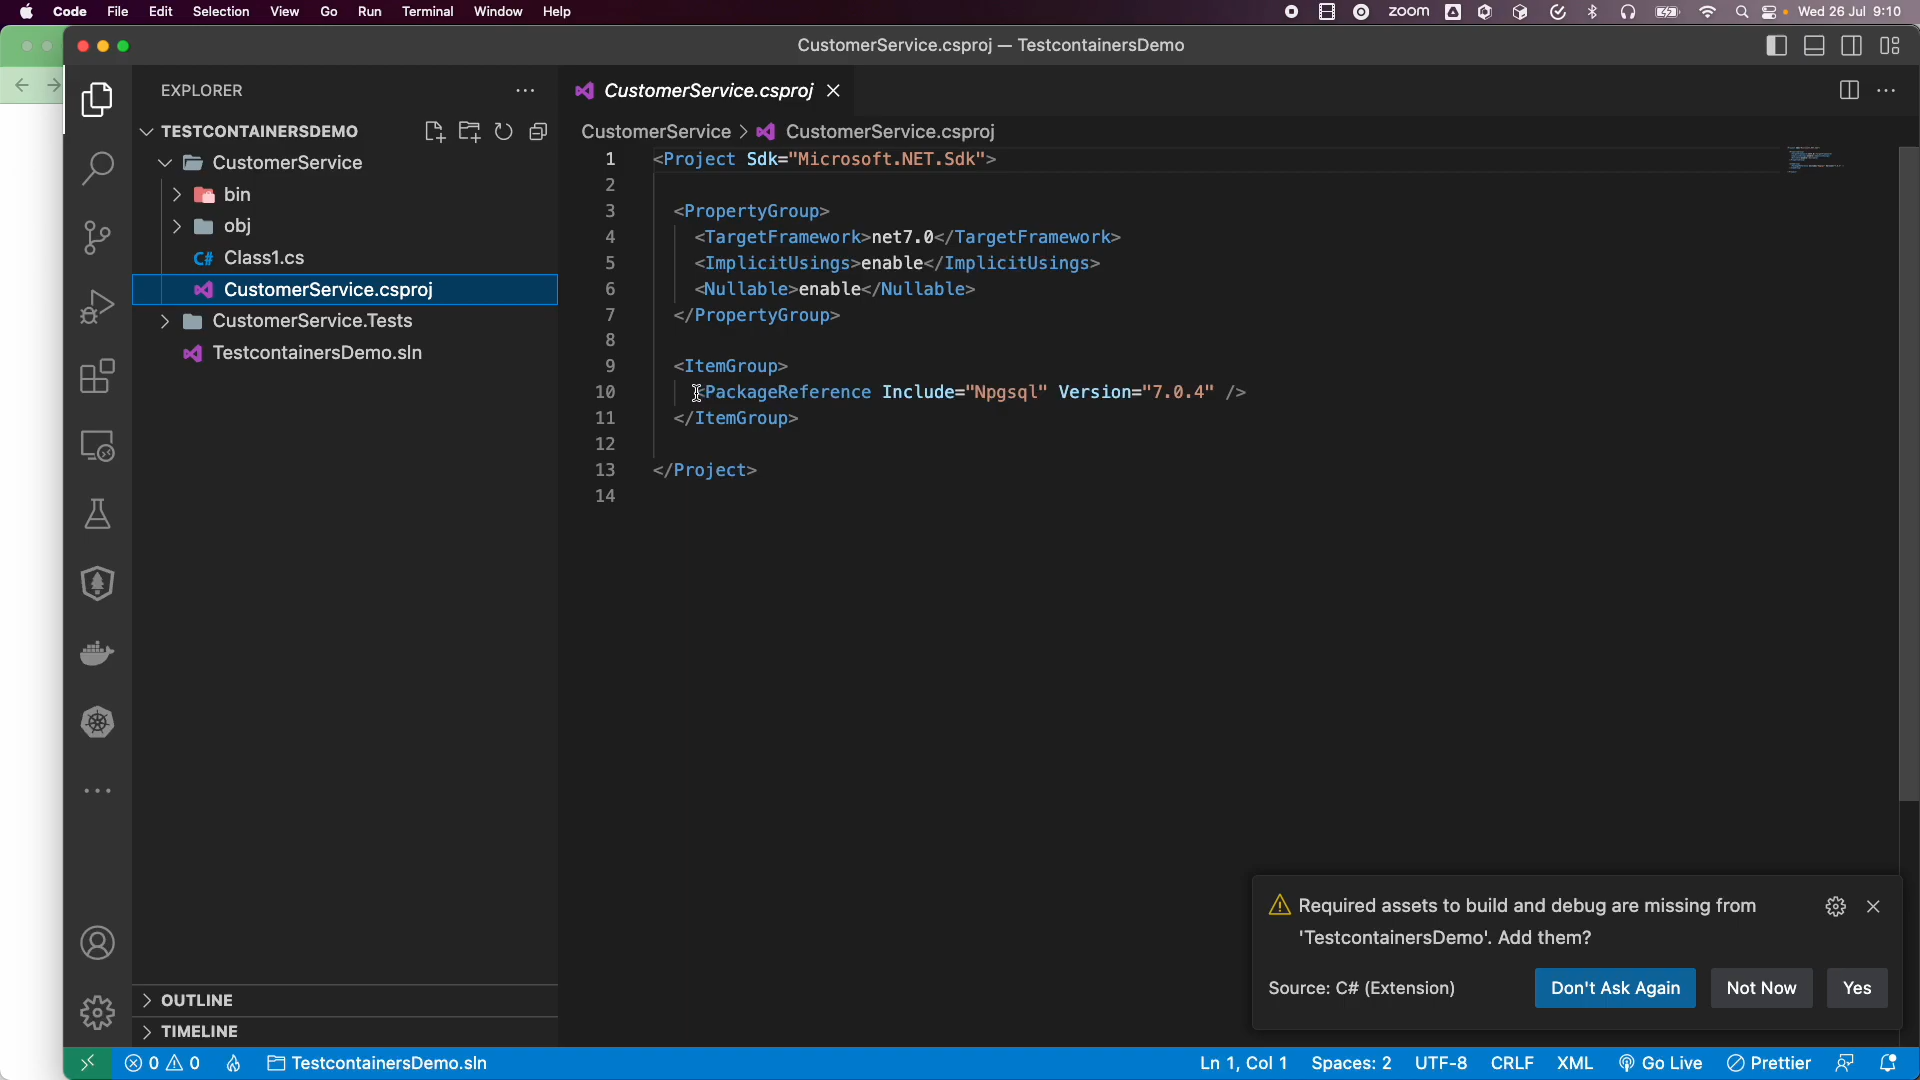 Code File Edit Selection View Go Run Terminal Window Help
zoom Wed 26 Jul 9:10
CustomerService.csproj — TestcontainersDemo
EXPLORER
TESTCONTAINERSDEMO
CustomerService
bin
obj
C# Class1.cs
CustomerService.csproj
CustomerService.Tests
TestcontainersDemo.sln
OUTLINE
TIMELINE
CustomerService.csproj
CustomerService > CustomerService.csproj
1 <Project Sdk="Microsoft.NET.Sdk">
2
3 <PropertyGroup>
4 <TargetFramework>net7.0</TargetFramework>
5 <ImplicitUsings>enable</ImplicitUsings>
6 <Nullable>enable</Nullable>
7 </PropertyGroup>
8
9 <ItemGroup>
10 <PackageReference Include="Npgsql" Version="7.0.4" />
11 </ItemGroup>
12
13 </Project>
14
Required assets to build and debug are missing from
'TestcontainersDemo'. Add them?
Source: C# (Extension) Don't Ask Again Not Now Yes
0 0 TestcontainersDemo.sln Ln 1, Col 1 Spaces: 2 UTF-8 CRLF XML Go Live Prettier